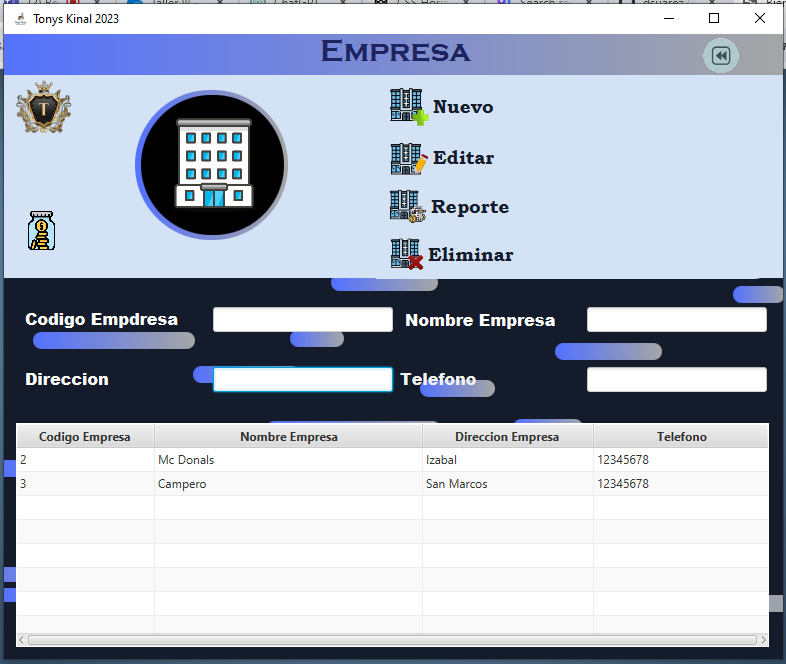 Tonys Kinal 2023
EMPRESA
T
Nuevo
Editar
Reporte
Eliminar
Codigo Empdresa
Nombre Empresa
Direccion
Telefono
Codigo Empresa Nombre Empresa Direccion Empresa Telefono
2 Mc Donals Izabal 12345678
3 Campero San Marcos 12345678